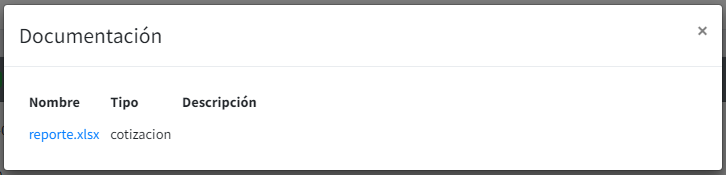 Documentación ×
Nombre Tipo Descripción
reporte.xlsx cotizacion